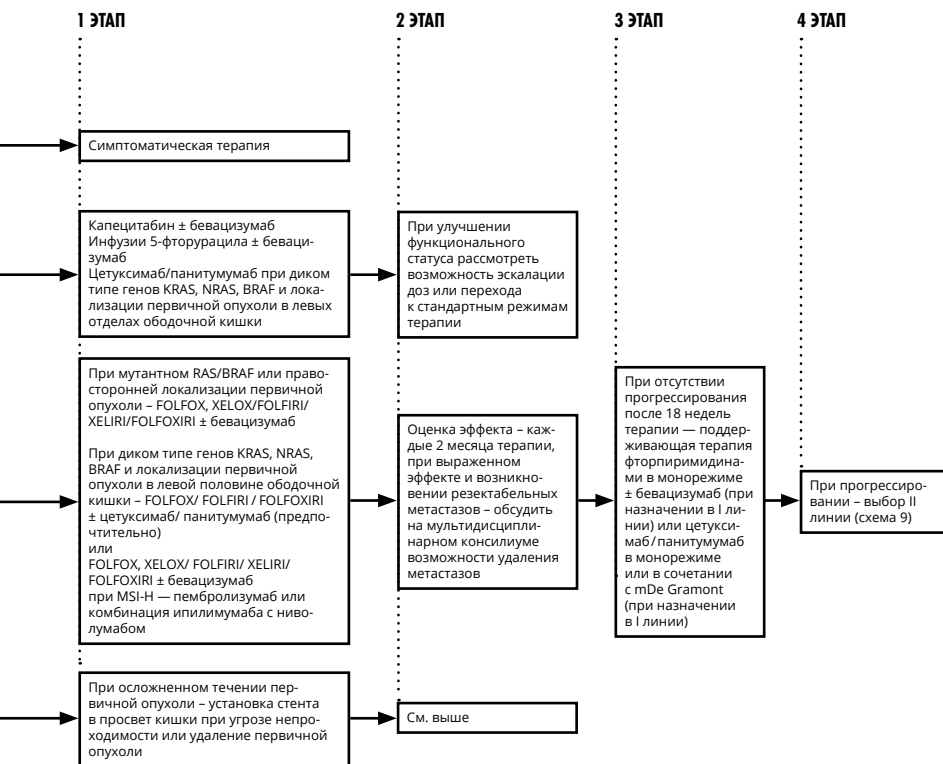 1 ЭТАП
2 ЭТАП
3 ЭТАП
4 ЭТАП
Симптоматическая терапия
Капецитабин ± бевацизумаб
Инфузии 5-фторурацила ± беваци-
зумаб
Цетуксимаб/панитумумаб при диком
типе генов KRAS, NRAS, BRAF и лока-
лизации первичной опухоли в левых
отделах ободочной кишки
При улучшении
функционального
статуса рассмотреть
возможность эскалации
доз или перехода
к стандартным режимам
терапии
При мутантном RAS/BRAF или право-
сторонней локализации первичной
опухоли – FOLFOX, XELOX/FOLFIRI/
XELIRI/FOLFOXIRI ± бевацизумаб
При диком типе генов KRAS, NRAS,
BRAF и локализации первичной
опухоли в левой половине ободочной
кишки – FOLFOX/ FOLFIRI / FOLFOXIRI
± цетуксимаб/ панитумумаб (предпо-
чтительно)
или
FOLFOX, XELOX/ FOLFIRI/ XELIRI/
FOLFOXIRI ± бевацизумаб
при MSI-H — пембролизумаб или
комбинация ипилимумаба с ниво-
лумабом
Оценка эффекта – каж-
дые 2 месяца терапии,
при выраженном
эффекте и возникно-
вении резектабельных
метастазов – обсудить
на мультидисципли-
нарном консилиуме
возможности удаления
метастазов
При отсутствии
прогрессирования
после 18 недель
терапии — поддер-
живающая терапия
фторпиримидина-
ми в монорежиме
± бевацизумаб (при
назначении в I ли-
нии) или цетукси-
маб/панитумумаб
в монорежиме
или в сочетании
с mDe Gramont
(при назначении
в I линии)
При прогрессиро-
вании – выбор II
линии (схема 9)
При осложненном течении пер-
вичной опухоли – установка стента
в просвет кишки при угрозе непро-
ходимости или удаление первичной
опухоли
См. выше